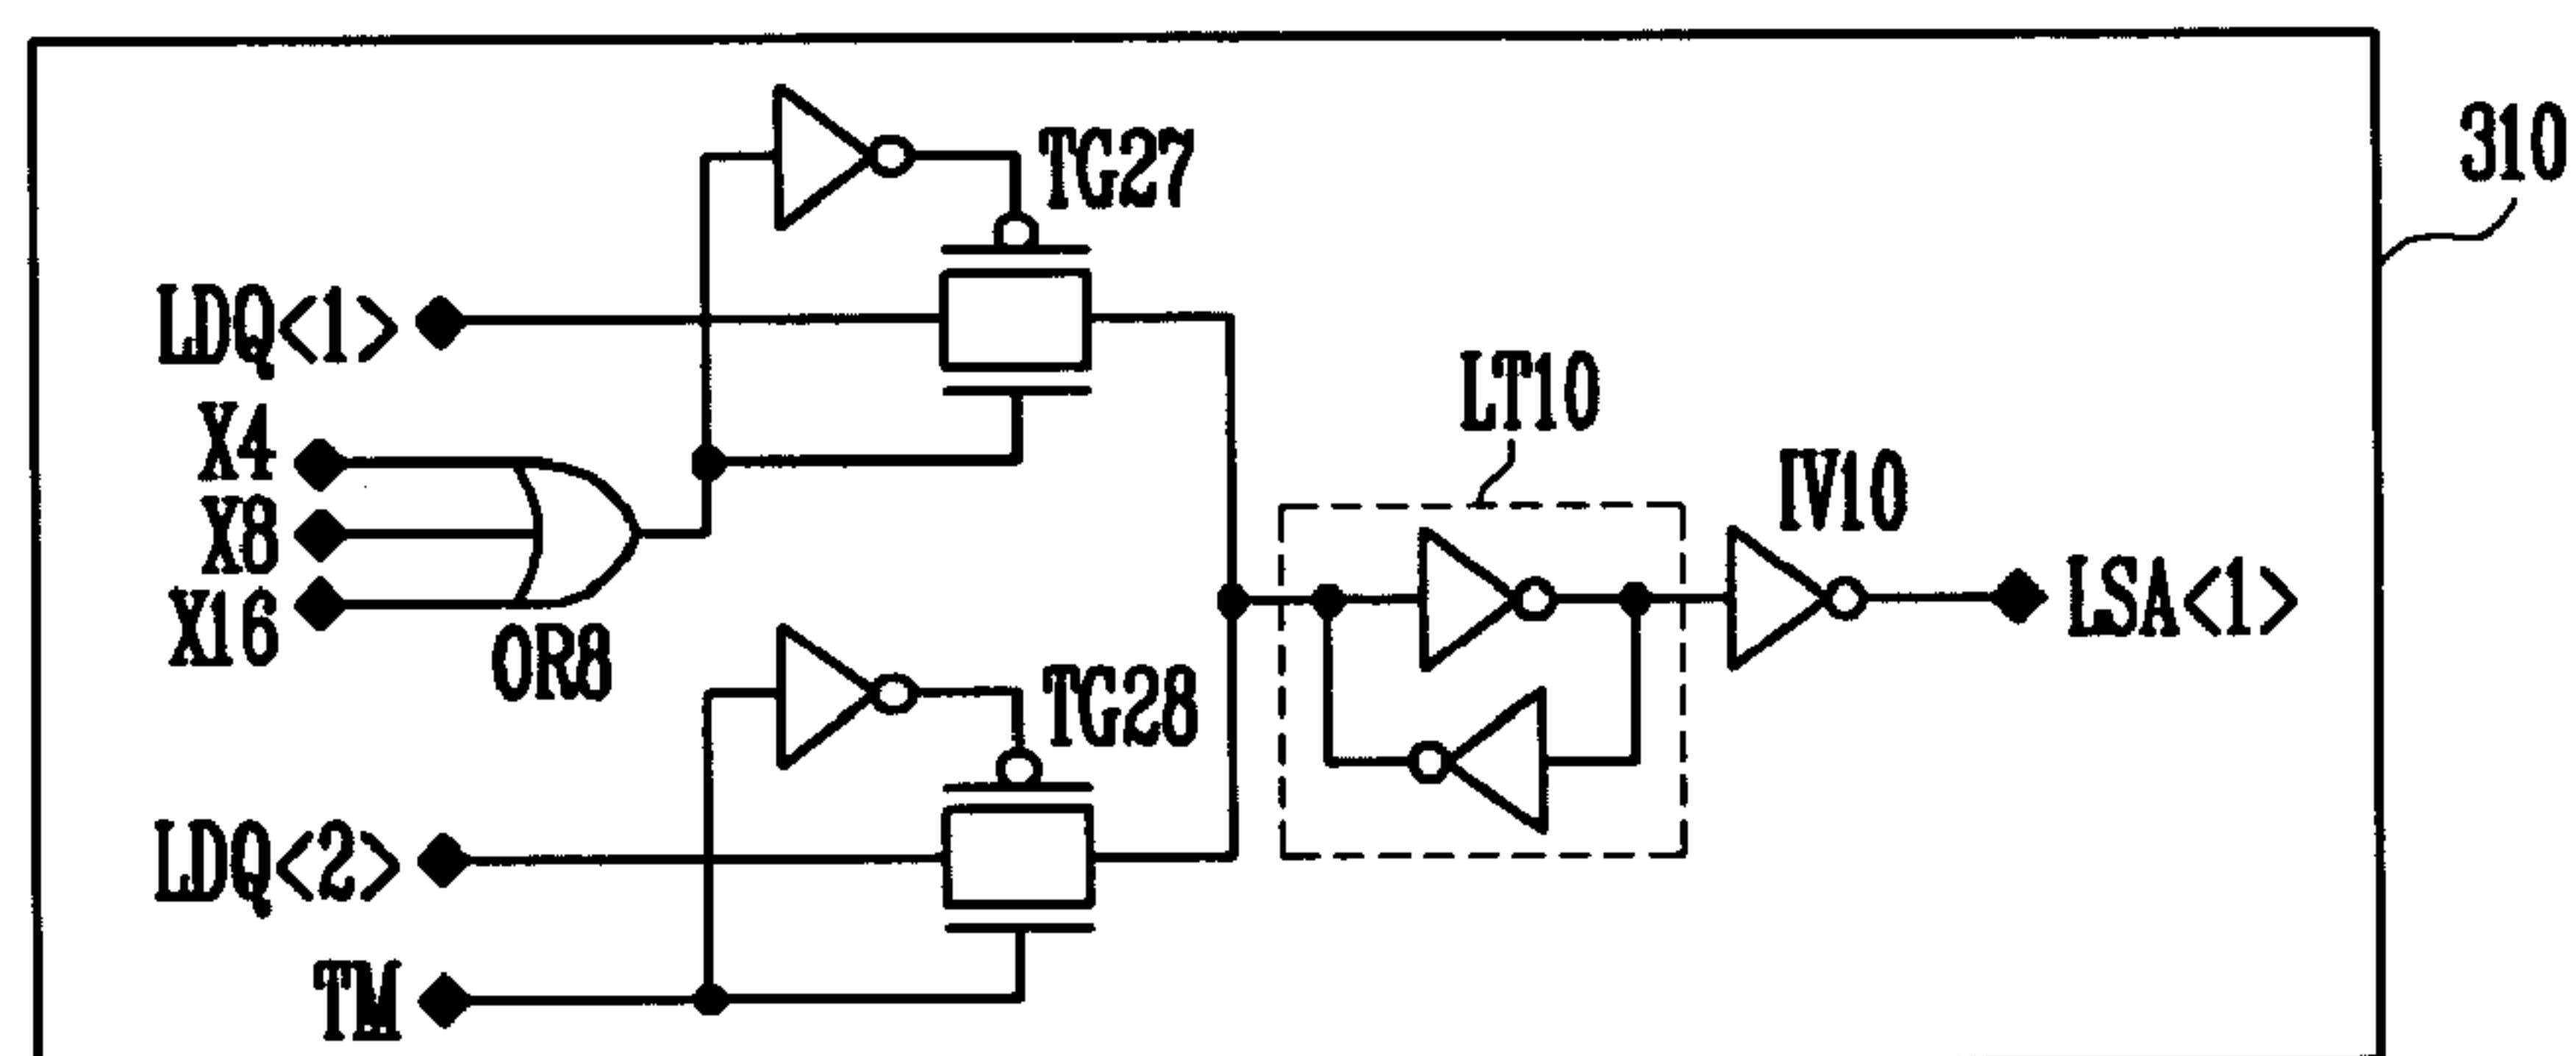 310
TG27
LDQ<1>
LT10
X4
IV10
X8
LSA<1>
X16
OR8
TG28
LDQ<2>
TM